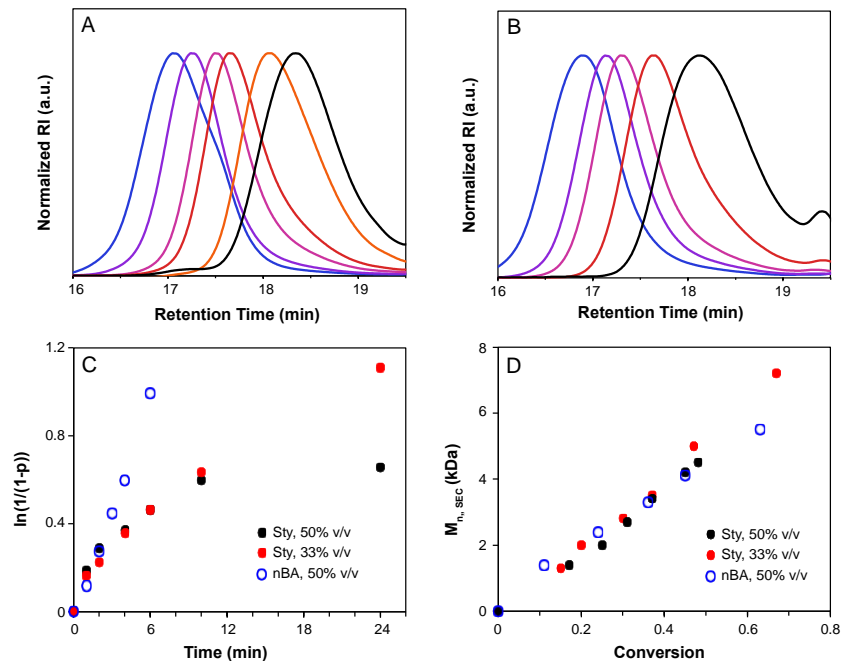 A
Normalized RI (a.u.)
16 17 18 19
Retention Time (min)
B
Normalized RI (a.u.)
16 17 18 19
Retention Time (min)
C
ln(1/(1-p))
1.2
0.8
0.4
0
0 6 12 18 24
Time (min)
Sty, 50% v/v
Sty, 33% v/v
nBA, 50% v/v
D
Mn,, SEC (kDa)
8
6
4
2
0
0 0.2 0.4 0.6 0.8
Conversion
Sty, 50% v/v
Sty, 33% v/v
nBA, 50% v/v